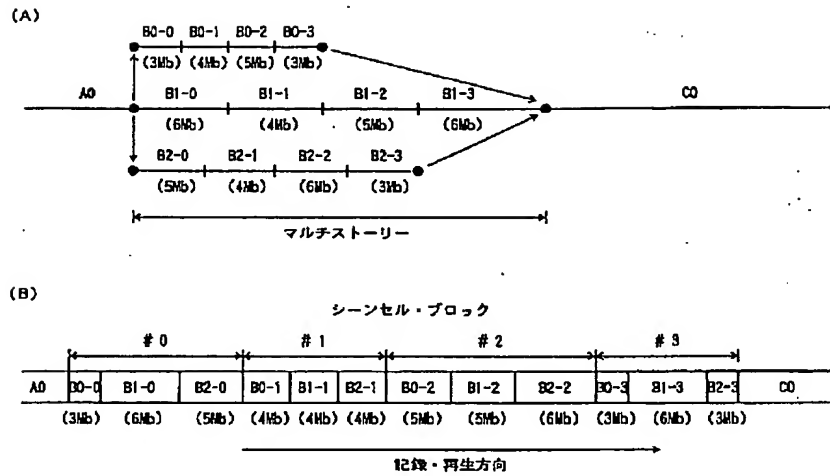 (A)
B0-0 B0-1 B0-2 B0-3
(3Mb) (4Mb) (5Mb) (3Mb)
A0 B1-0 B1-1 B1-2 B1-3 C0
(6Mb) (4Mb) (5Mb) (6Mb)
B2-0 B2-1 B2-2 B2-3
(5Mb) (4Mb) (6Mb) (3Mb)
マルチストーリー
(B)
シーンセル・ブロック
#0 #1 #2 #3
A0 B0-0 B1-0 B2-0 B0-1 B1-1 B2-1 B0-2 B1-2 B2-2 B0-3 B1-3 B2-3 C0
(3Mb) (6Mb) (5Mb) (4Mb) (4Mb) (4Mb) (5Mb) (5Mb) (6Mb) (3Mb) (6Mb) (3Mb)
記録・再生方向